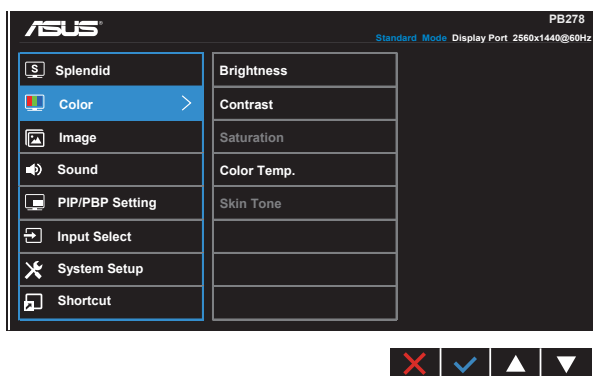 ASUS
PB278
Standard Mode Display Port 2560x1440@60Hz
S Splendid
Color
Image
Sound
PIP/PBP Setting
Input Select
System Setup
Shortcut
Brightness
Contrast
Saturation
Color Temp.
Skin Tone